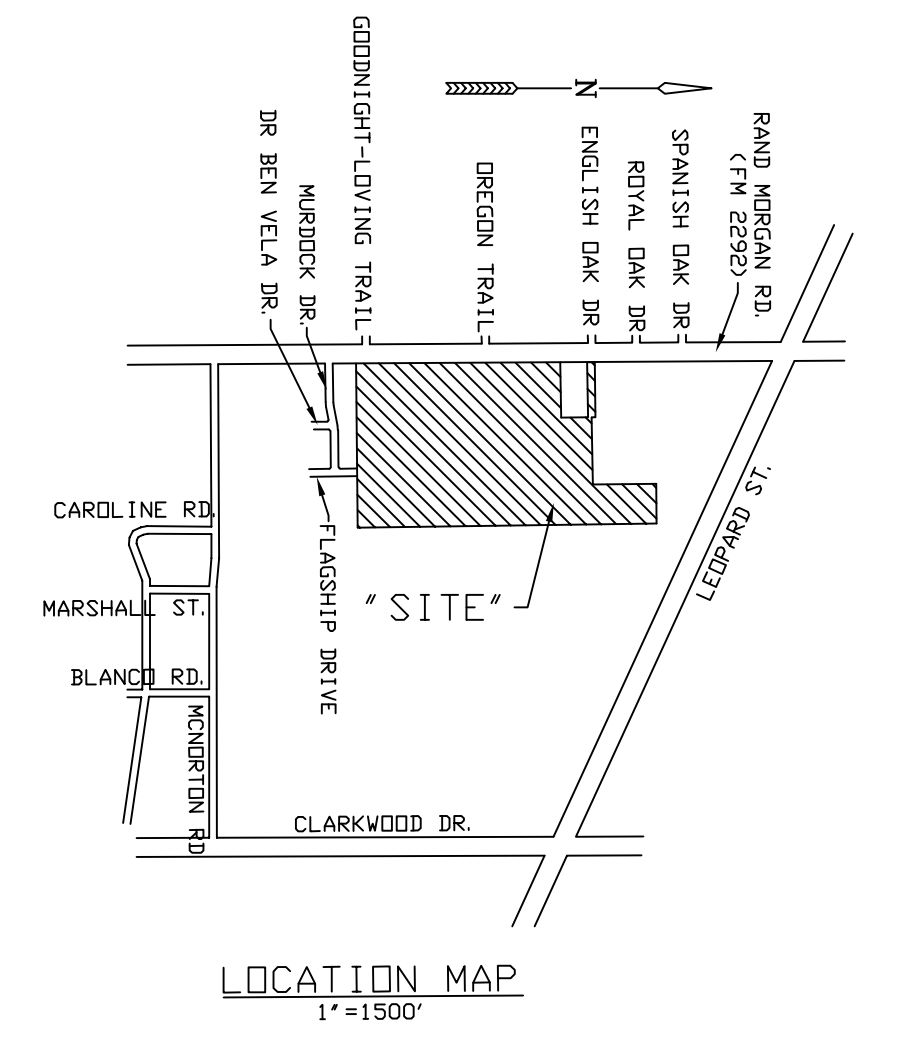 GOODNIGHT-LOVING TRAIL
N
DR BEN VELA DR.
MURDOCK DR.
OREGON TRAIL
ENGLISH OAK DR
ROYAL OAK DR
SPANISH OAK DR
RAND MORGAN RD.
(FM 2292)
CAROLINE RD.
LEOPARD ST.
FLAGSHIP DRIVE
"SITE"
MARSHALL ST.
BLANCO RD.
MCNORTON RD
CLARKWOOD DR.
LOCATION MAP
1"=1500'